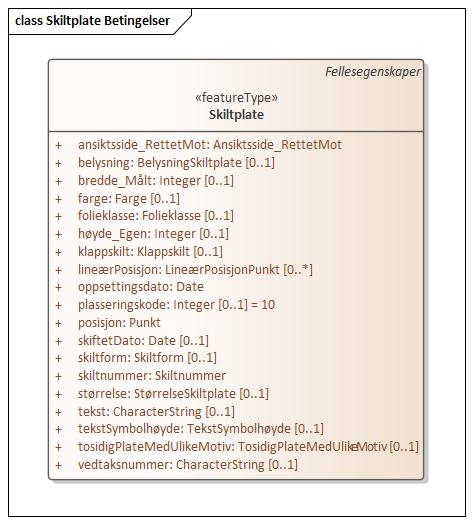 class Skiltplate Betingelser
Fellesegenskaper
«featureType»
Skiltplate
+ ansiktsside_RettetMot: Ansiktsside_RettetMot
+ belysning: BelysningSkiltplate [0..1]
+ bredde_Målt: Integer [0..1]
+ farge: Farge [0..1]
+ folieklasse: Folieklasse [0..1]
+ høyde_Egen: Integer [0..1]
+ klappskilt: Klappskilt [0..1]
+ lineærPosisjon: LineærPosisjonPunkt [0..*]
+ oppsettingsdato: Date
+ plasseringskode: Integer [0..1] = 10
+ posisjon: Punkt
+ skiftetDato: Date [0..1]
+ skiltform: Skiltform [0..1]
+ skiltnummer: Skiltnummer
+ størrelse: StørrelseSkiltplate [0..1]
+ tekst: CharacterString [0..1]
+ tekstSymbolhøyde: TekstSymbolhøyde [0..1]
+ tosidigPlateMedUlikeMotiv: TosidigPlateMedUlikeMotiv [0..1]
+ vedtaksnummer: CharacterString [0..1]